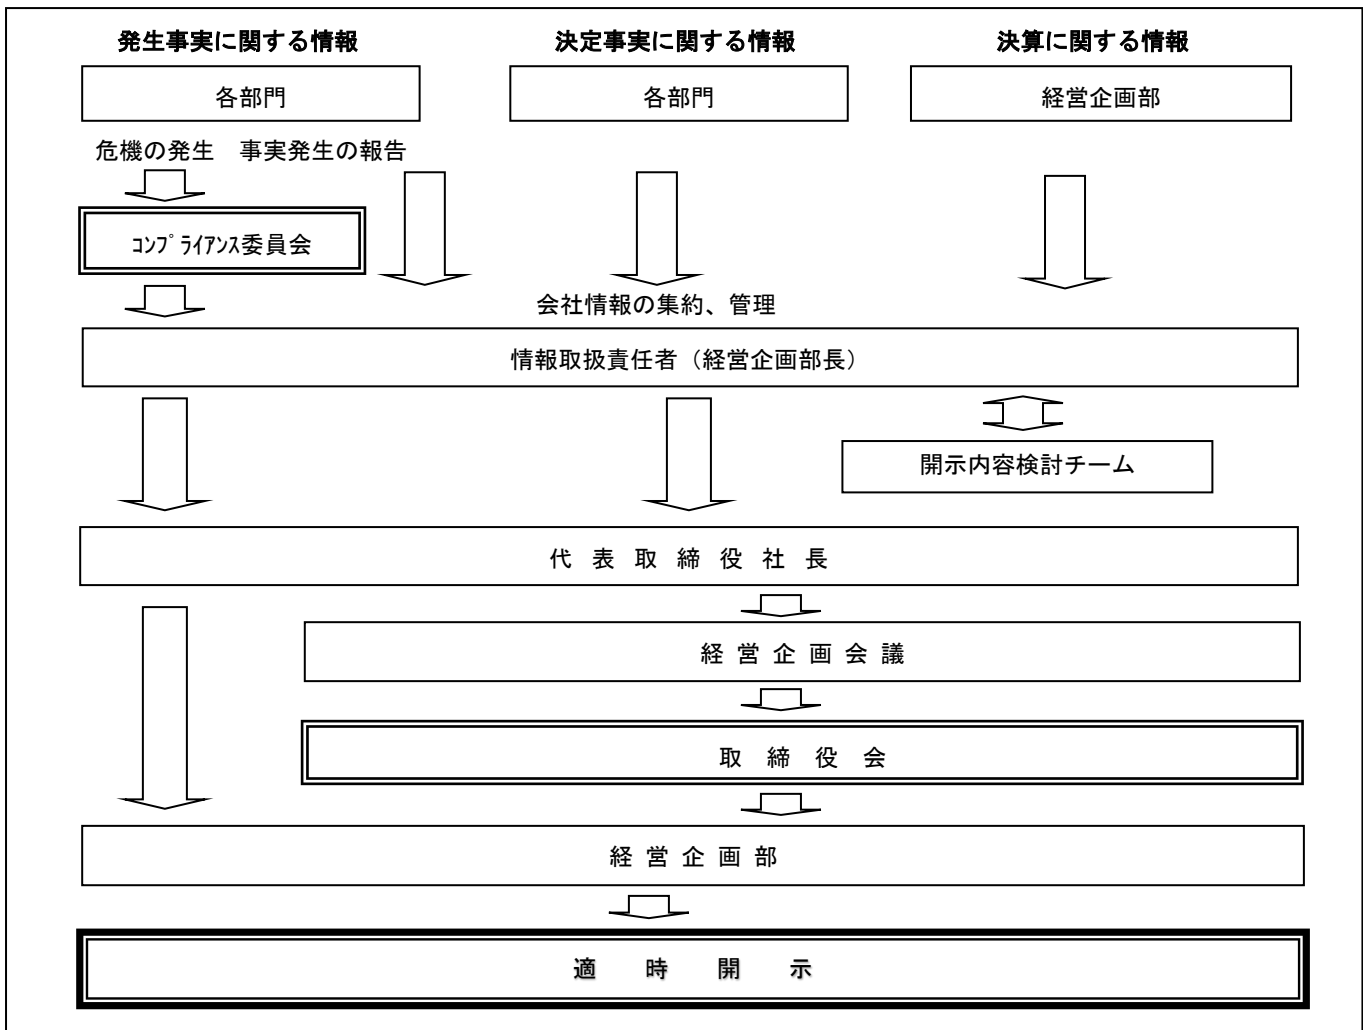 発生事実に関する情報　決定事実に関する情報　決算に関する情報
各部門　各部門　経営企画部
危機の発生　事実発生の報告
ｺﾝﾌﾟﾗｲｱﾝｽ委員会
会社情報の集約、管理
情報取扱責任者（経営企画部長）
開示内容検討チーム
代表取締役社長
経営企画会議
取締役会
経営企画部
適時開示